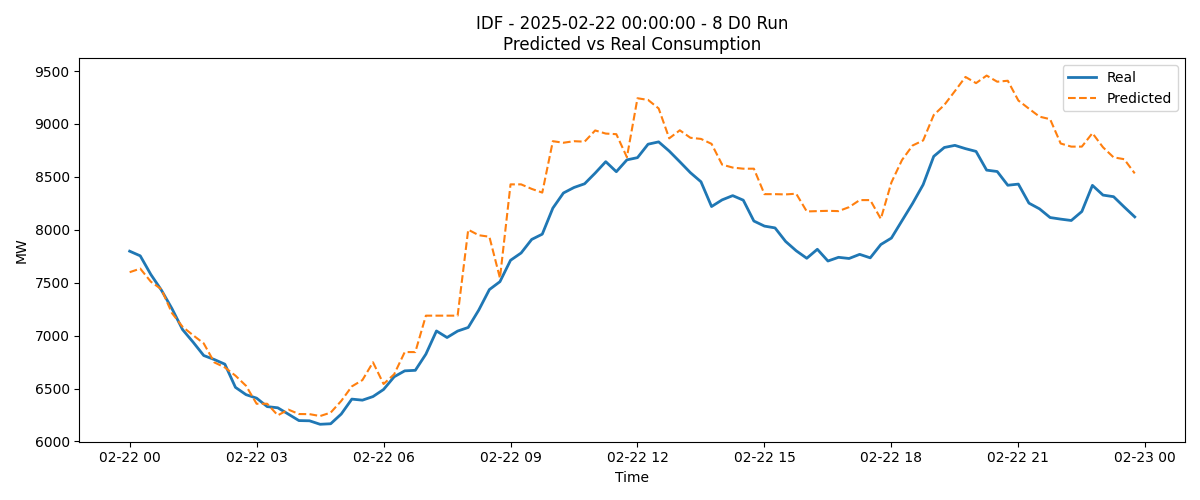 IDF - 2025-02-22 00:00:00 - 8 D0 Run
Predicted vs Real Consumption
Real
Predicted
MW
9500
9000
8500
8000
7500
7000
6500
6000
02-22 00
02-22 03
02-22 06
02-22 09
02-22 12
02-22 15
02-22 18
02-22 21
02-23 00
Time